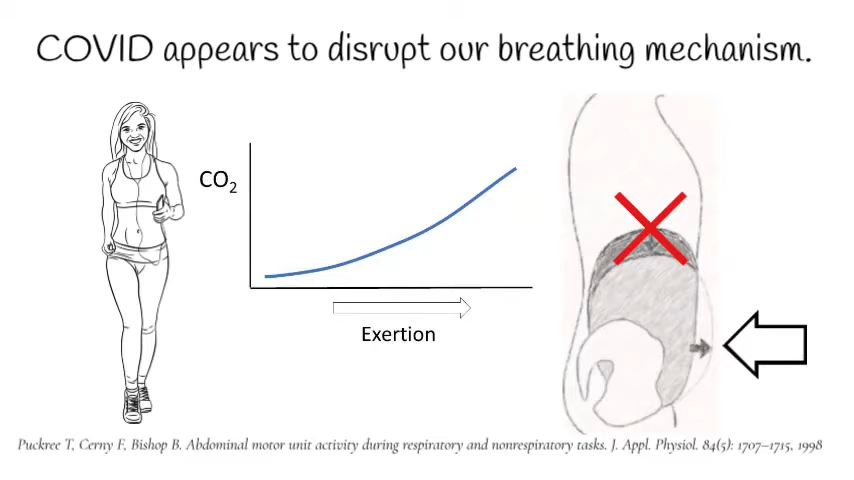 COVID appears to disrupt our breathing mechanism.
CO₂
Exertion
Puckree T, Cerny F, Bishop B. Abdominal motor unit activity during respiratory and nonrespiratory tasks. J. Appl. Physiol. 84(5): 1707–1715, 1998